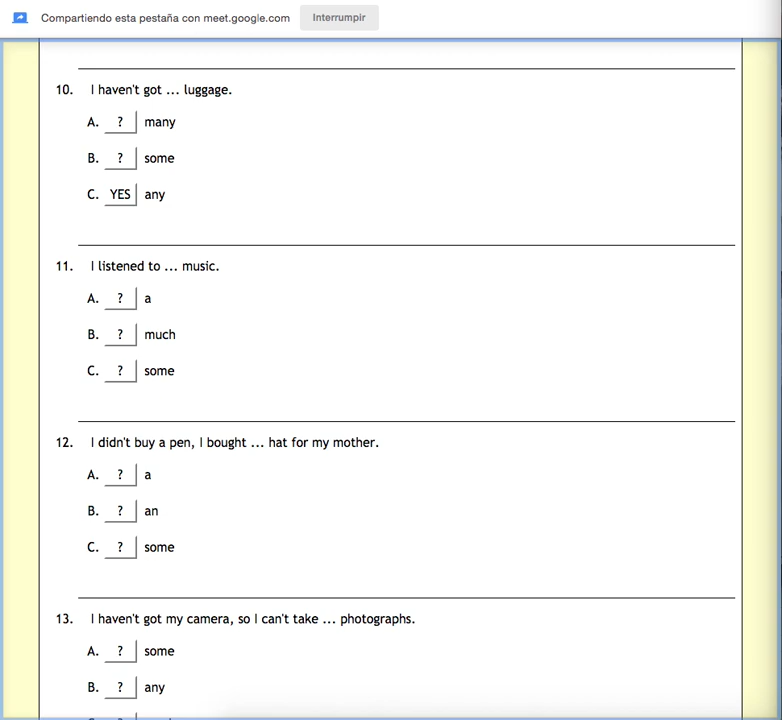 Compartiendo esta pestaña con meet.google.com Interrumpir
10. I haven't got ... luggage.
A. ? many
B. ? some
C. YES any
11. I listened to ... music.
A. ? a
B. ? much
C. ? some
12. I didn't buy a pen, I bought ... hat for my mother.
A. ? a
B. ? an
C. ? some
13. I haven't got my camera, so I can't take ... photographs.
A. ? some
B. ? any